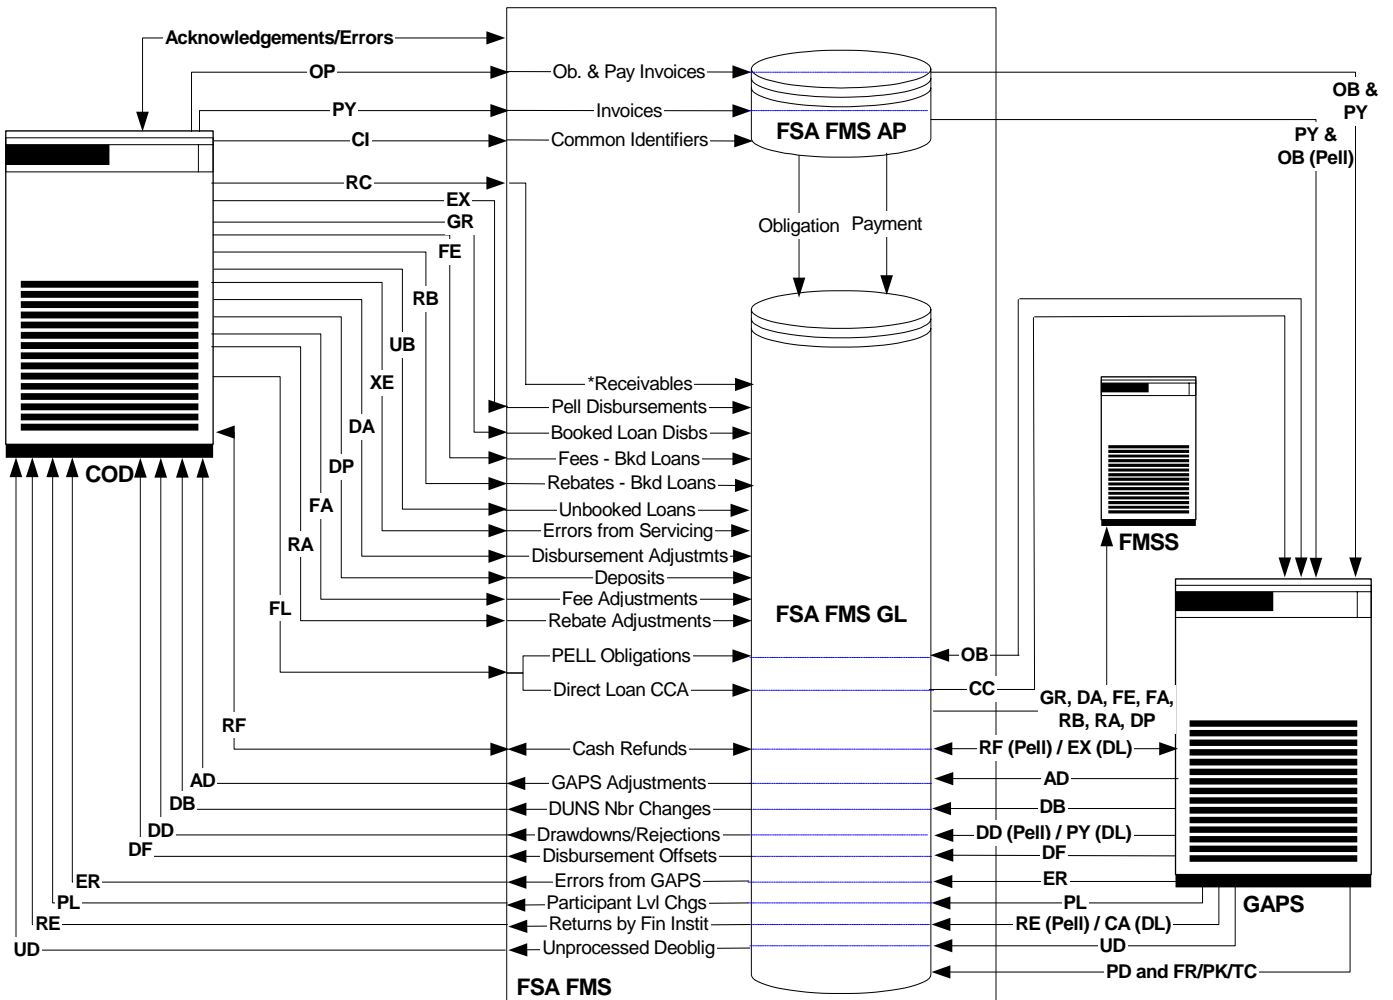 Acknowledgements/Errors
OP
Ob. & Pay Invoices
OB &
PY
PY
Invoices
FSA FMS AP
PY &
OB (Pell)
CI
Common Identifiers
RC
EX
GR
FE
Obligation
Payment
RB
UB
XE
*Receivables
Pell Disbursements
DA
Booked Loan Disbs
DP
Fees - Bkd Loans
COD
Rebates - Bkd Loans
FA
Unbooked Loans
Errors from Servicing
FMSS
RA
Disbursement Adjustmts
Deposits
FL
Fee Adjustments
Rebate Adjustments
FSA FMS GL
PELL Obligations
OB
Direct Loan CCA
CC
GR, DA, FE, FA,
RB, RA, DP
RF
Cash Refunds
RF (Pell) / EX (DL)
AD
GAPS Adjustments
AD
DB
DUNS Nbr Changes
DB
DD
Drawdowns/Rejections
DD (Pell) / PY (DL)
DF
Disbursement Offsets
DF
ER
Errors from GAPS
ER
PL
Participant Lvl Chgs
PL
GAPS
RE
Returns by Fin Instit
RE (Pell) / CA (DL)
UD
Unprocessed Deoblig
UD
PD and FR/PK/TC
FSA FMS